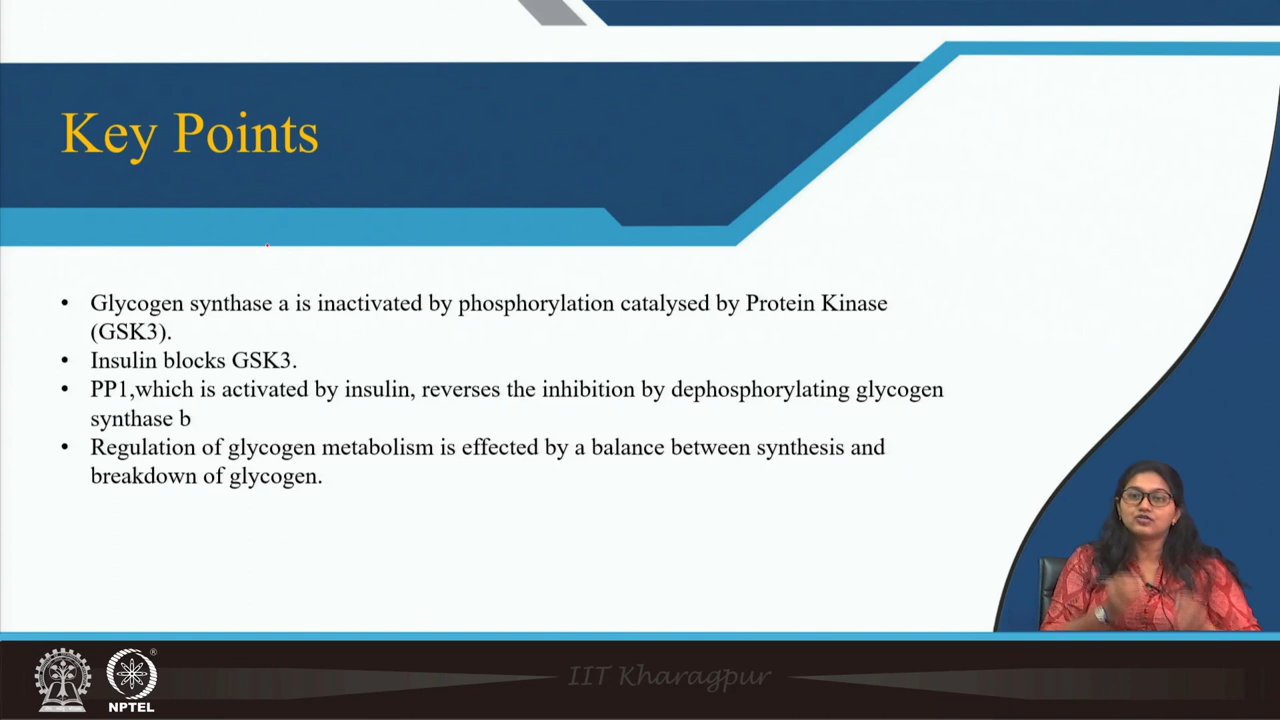 Key Points
• Glycogen synthase a is inactivated by phosphorylation catalysed by Protein Kinase
(GSK3).
• Insulin blocks GSK3.
• PP1,which is activated by insulin, reverses the inhibition by dephosphorylating glycogen
synthase b
• Regulation of glycogen metabolism is effected by a balance between synthesis and
breakdown of glycogen.
IIT Kharagpur
®
NPTEL